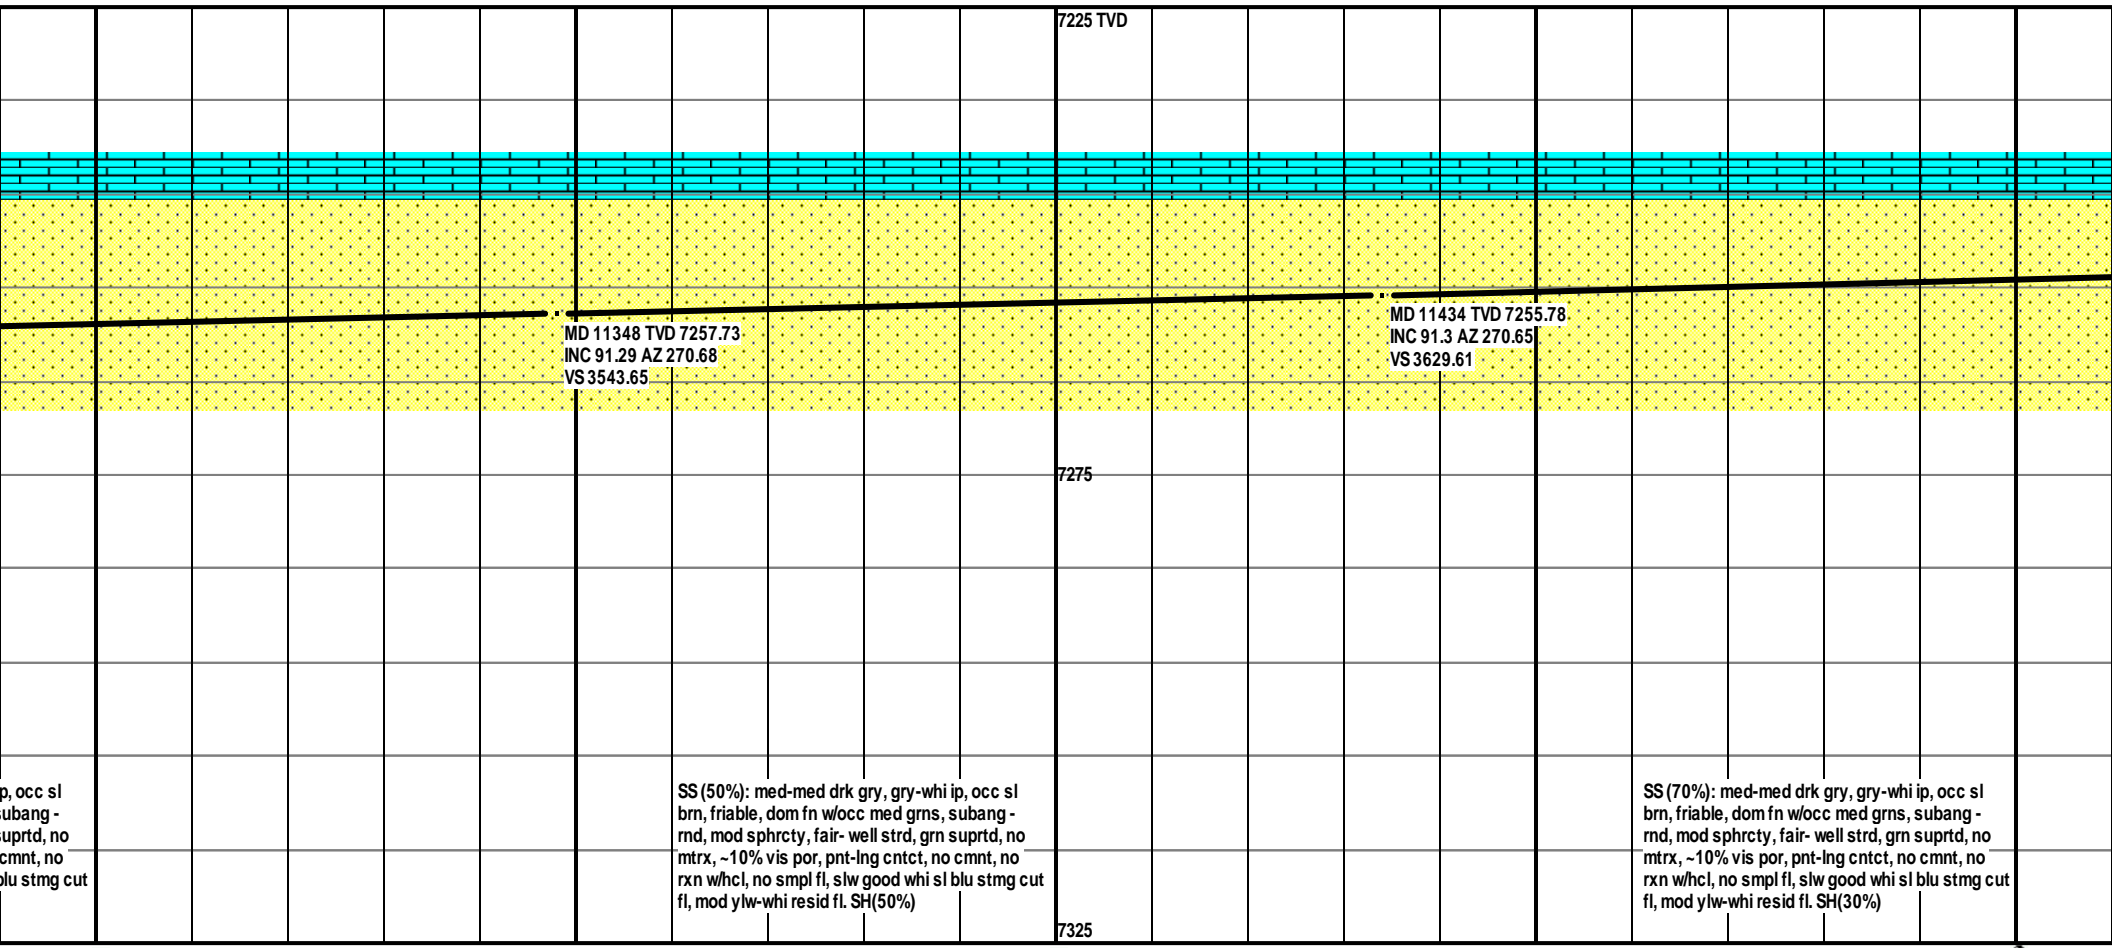 7225 TVD
MD 11348 TVD 7257.73
INC 91.29 AZ 270.68
VS 3543.65
MD 11434 TVD 7255.78
INC 91.3 AZ 270.65
VS 3629.61
7275
p, occ sl
subang -
suprtd, no
cmnt, no
blu stmg cut
SS (50%): med-med drk gry, gry-whi ip, occ sl
brn, friable, dom fn w/occ med grns, subang -
rnd, mod sphrcty, fair- well strd, grn suprtd, no
mtrx, ~10% vis por, pnt-lng cntct, no cmnt, no
rxn w/hcl, no smpl fl, slw good whi sl blu stmg cut
fl, mod ylw-whi resid fl. SH(50%)
SS (70%): med-med drk gry, gry-whi ip, occ sl
brn, friable, dom fn w/occ med grns, subang -
rnd, mod sphrcty, fair- well strd, grn suprtd, no
mtrx, ~10% vis por, pnt-lng cntct, no cmnt, no
rxn w/hcl, no smpl fl, slw good whi sl blu stmg cut
fl, mod ylw-whi resid fl. SH(30%)
7325